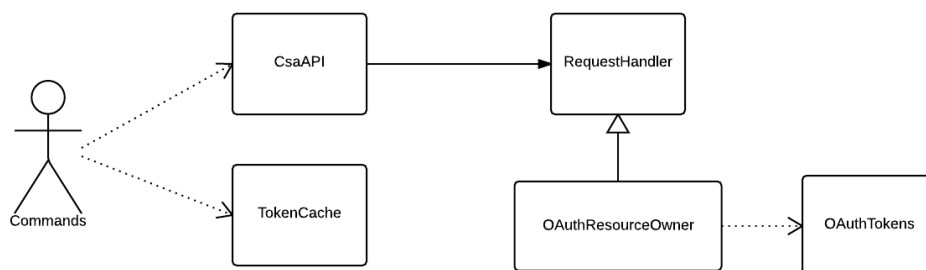 CsaAPI
RequestHandler
Commands
TokenCache
OAuthResourceOwner
OAuthTokens